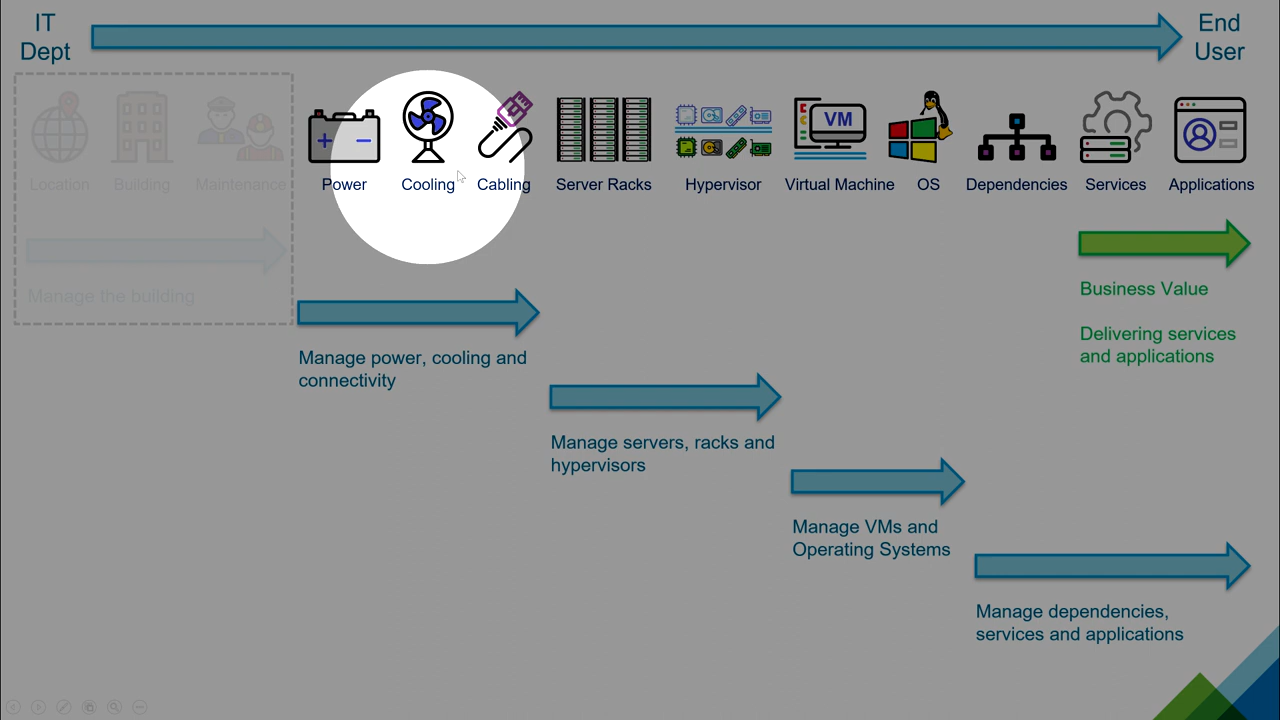 IT
Dept
End
User
Location
Building
Maintenance
Power
Cooling
Cabling
Server Racks
Hypervisor
VM
Virtual Machine
OS
Dependencies
Services
Applications
Manage the building
Business Value
Delivering services
and applications
Manage power, cooling and
connectivity
Manage servers, racks and
hypervisors
Manage VMs and
Operating Systems
Manage dependencies,
services and applications